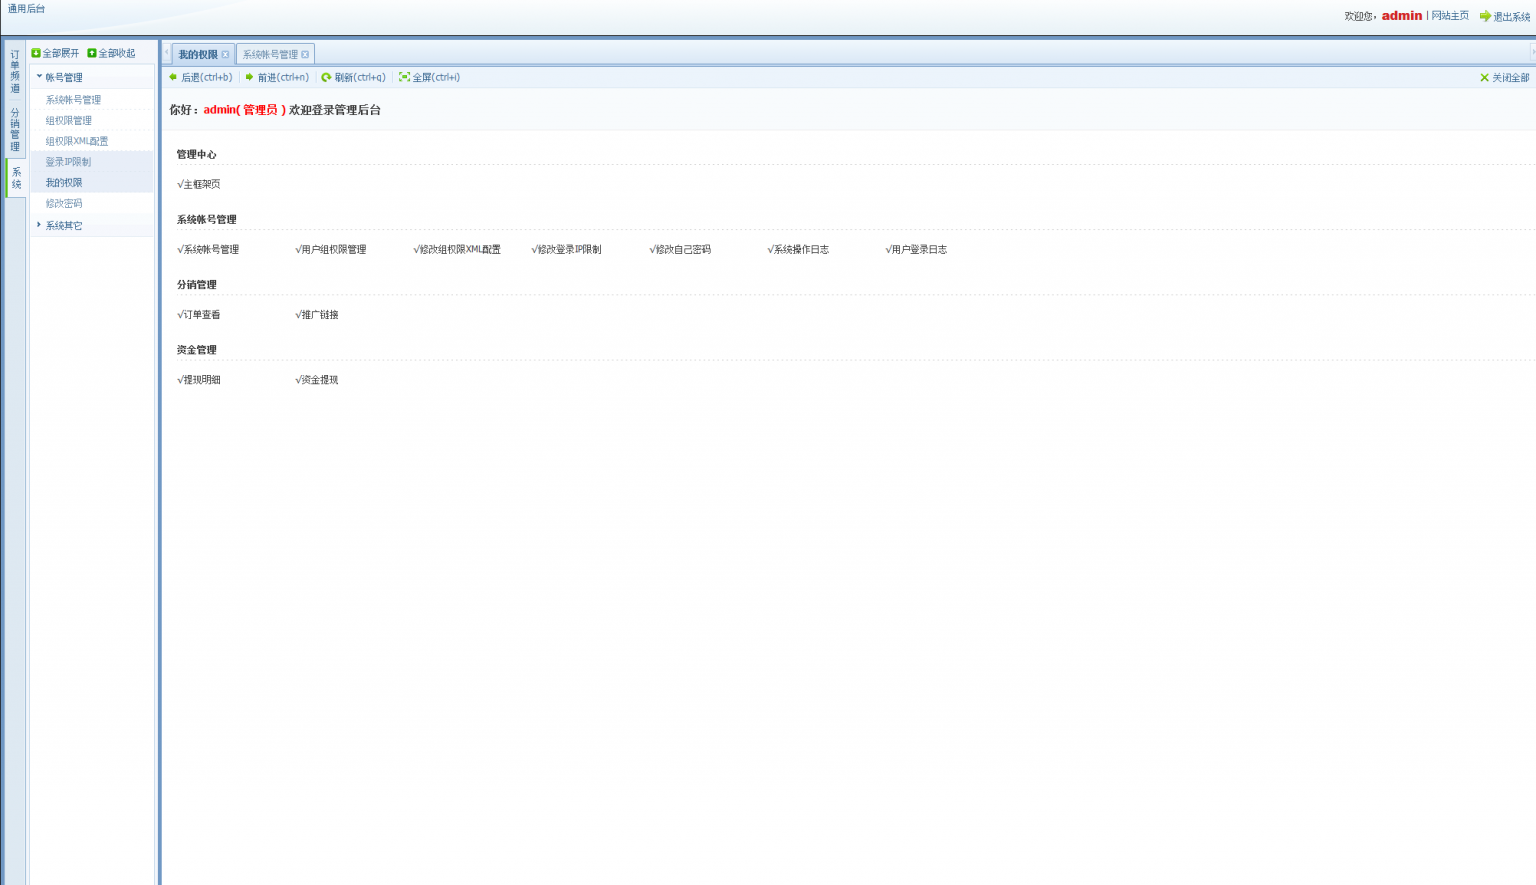 通用后台
欢迎您，admin | 网站主页 退出系统
订单频道
分销管理
系统
全部展开 全部收起
帐号管理
系统帐号管理
组权限管理
组权限XML配置
登录IP限制
我的权限
修改密码
系统其它
我的权限 系统帐号管理
后退(ctrl+b) 前进(ctrl+n) 刷新(ctrl+q) 全屏(ctrl+i) 关闭全部
你好：admin( 管理员 ) 欢迎登录管理后台
管理中心
√主框架页
系统帐号管理
√系统帐号管理 √用户组权限管理 √修改组权限XML配置 √修改登录IP限制 √修改自己密码 √系统操作日志 √用户登录日志
分销管理
√订单查看 √推广链接
资金管理
√提现明细 √资金提现